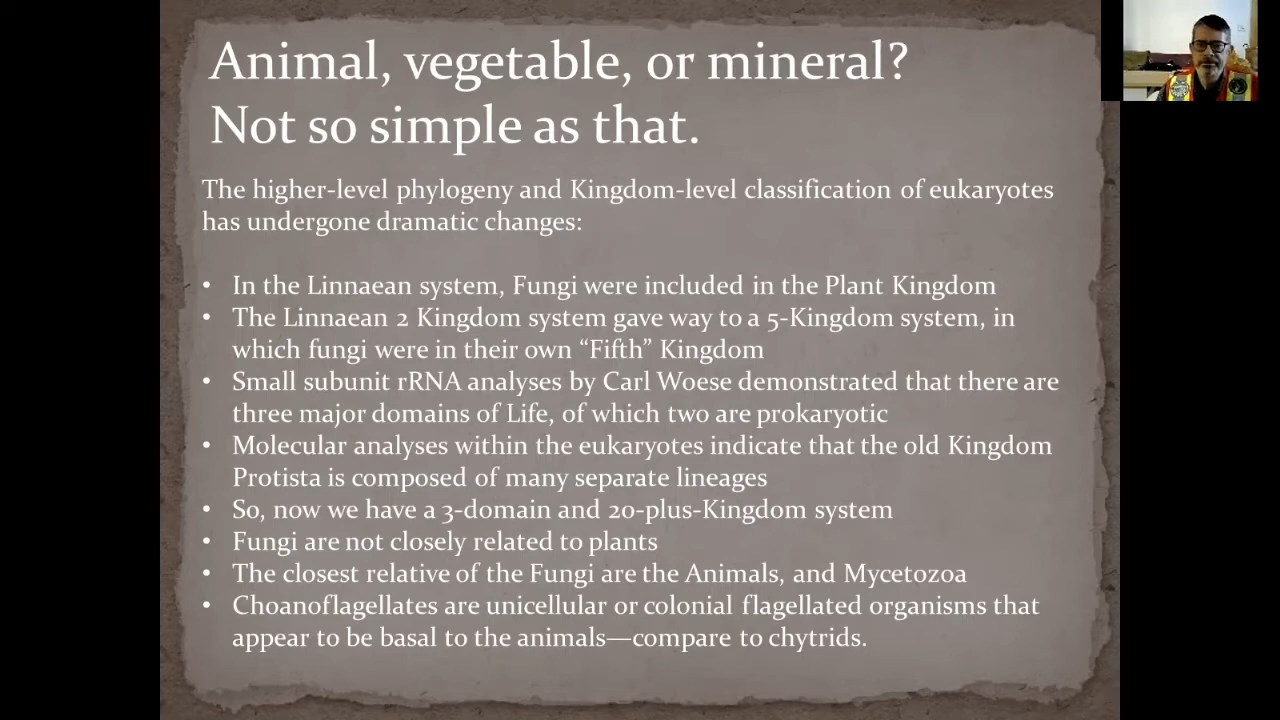 Animal, vegetable, or mineral?
Not so simple as that.
The higher-level phylogeny and Kingdom-level classification of eukaryotes
has undergone dramatic changes:
• In the Linnaean system, Fungi were included in the Plant Kingdom
• The Linnaean 2 Kingdom system gave way to a 5-Kingdom system, in
which fungi were in their own “Fifth” Kingdom
• Small subunit rRNA analyses by Carl Woese demonstrated that there are
three major domains of Life, of which two are prokaryotic
• Molecular analyses within the eukaryotes indicate that the old Kingdom
Protista is composed of many separate lineages
• So, now we have a 3-domain and 20-plus-Kingdom system
• Fungi are not closely related to plants
• The closest relative of the Fungi are the Animals, and Mycetozoa
• Choanoflagellates are unicellular or colonial flagellated organisms that
appear to be basal to the animals—compare to chytrids.